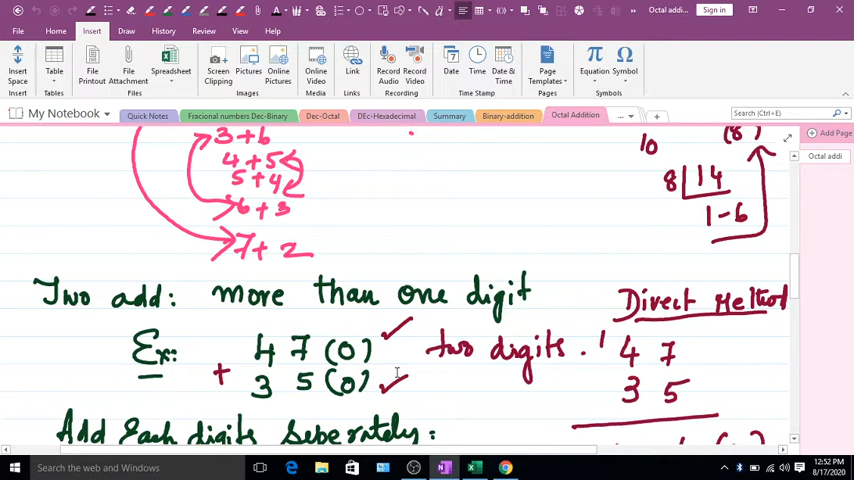 Octal addi...
Sign in
File Home Insert Draw History Review View Help
Insert Space
Table
File Printout
File Attachment
Spreadsheet
Screen Clipping
Pictures
Online Pictures
Online Video
Link
Record Audio
Record Video
Date
Time
Date & Time
Page Templates
Equation
Symbol
Insert
Tables
Files
Images
Media
Links
Recording
Time Stamp
Pages
Symbols
My Notebook
Quick Notes
Fractional numbers Dec-Binary
Dec-Octal
DEc-Hexadecimal
Summary
Binary-addition
Octal Addition
Search (Ctrl+E)
Add Page
Octal addi
3+6
4+5
5+4
6+3
7+2
10
(8)
8 14
1-6
Two add: more than one digit
Direct Method
Ex: 4 7 (0)
two digits.
1 4 7
+ 3 5 (0)
3 5
Add Each digits Seberately:
Search the web and Windows
12:52 PM
8/17/2020